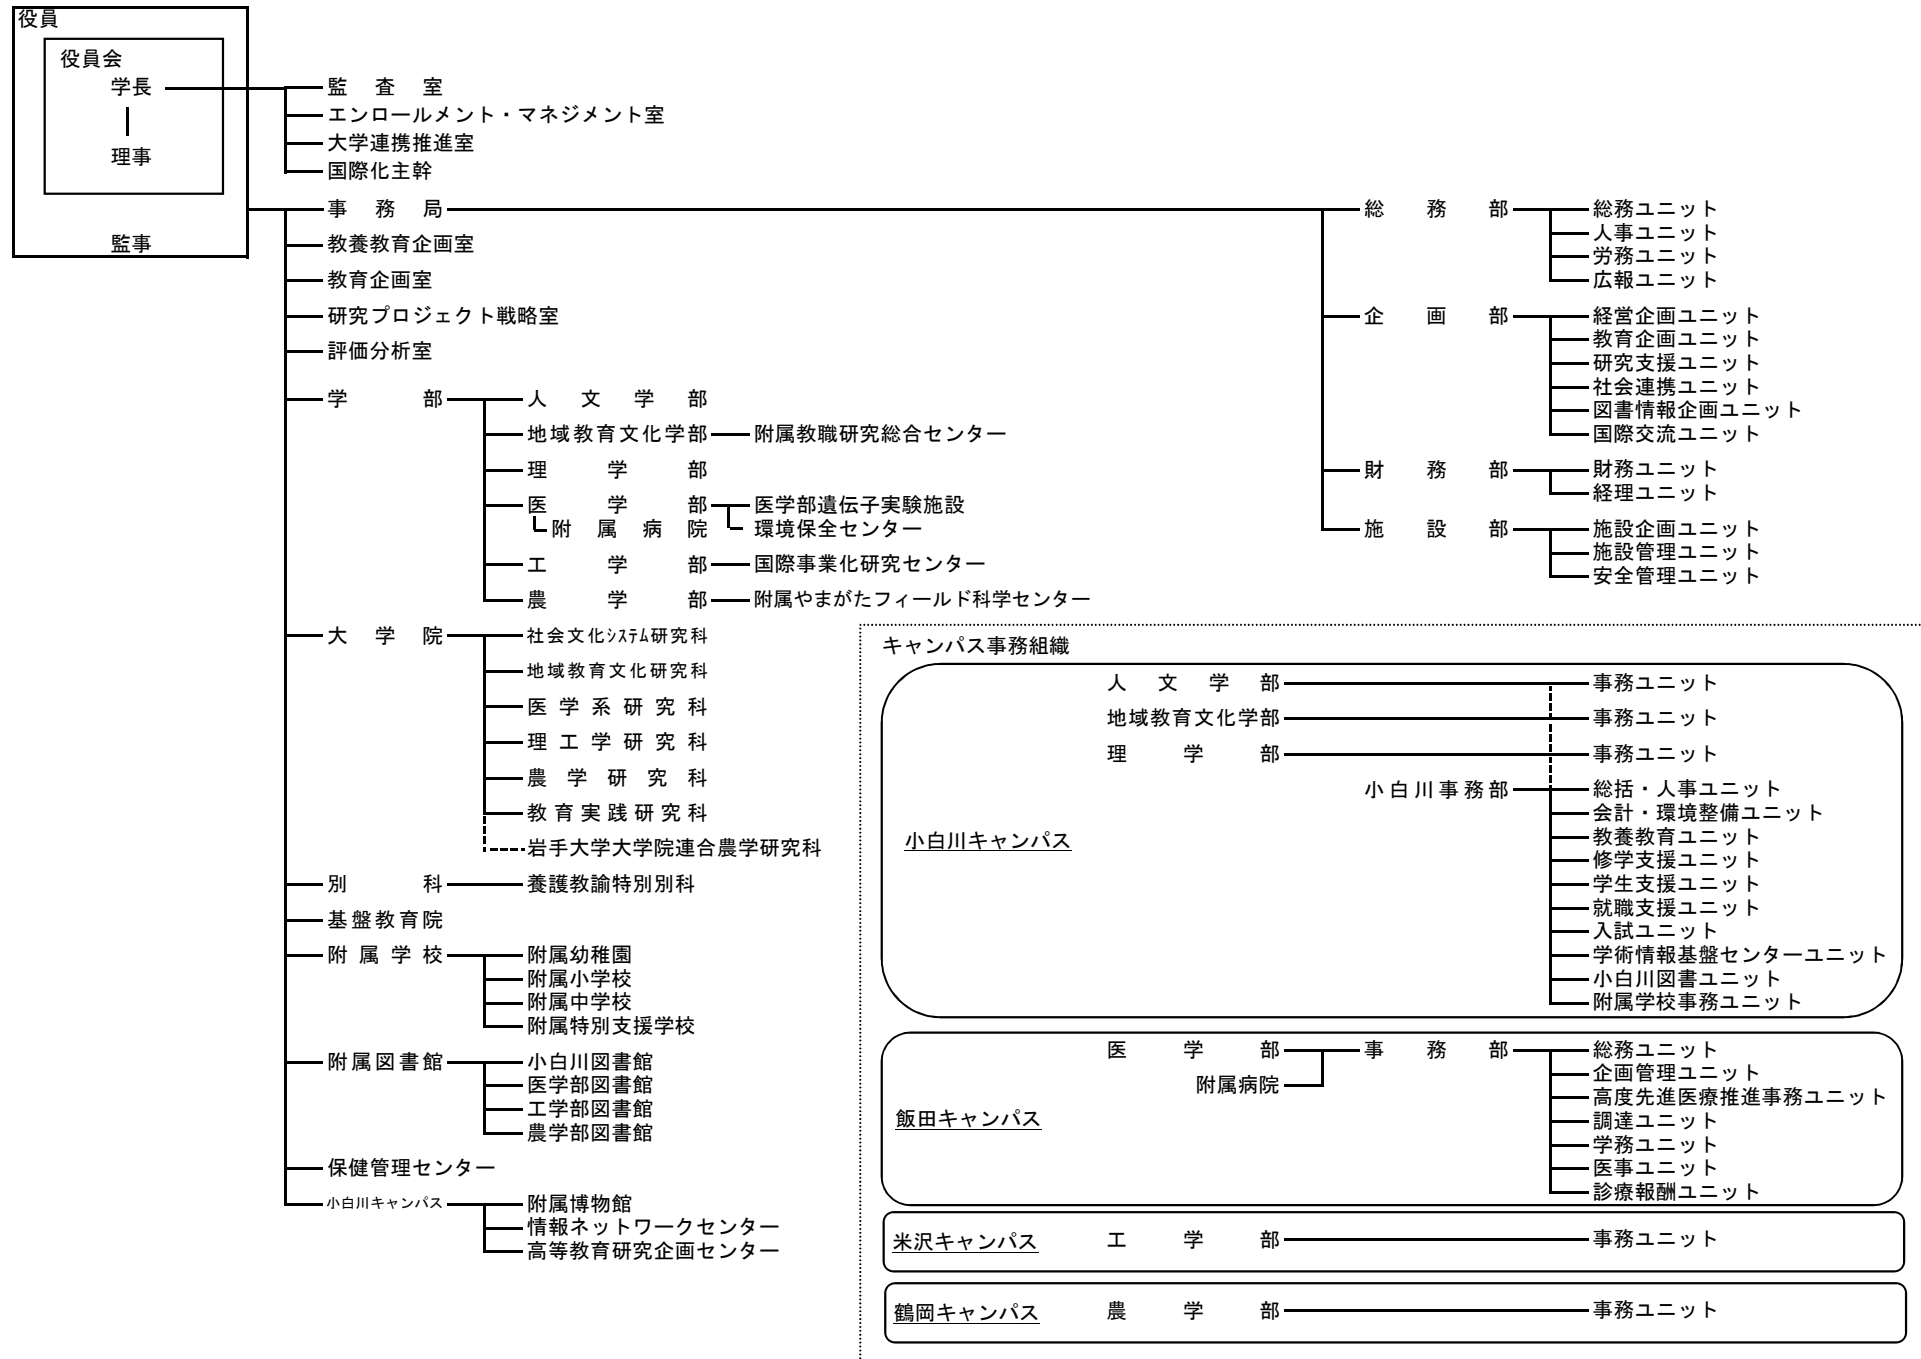 役員
役員会
学長
理事
監事
監査室
エンロールメント・マネジメント室
大学連携推進室
国際化主幹
事務局
教養教育企画室
教育企画室
研究プロジェクト戦略室
評価分析室
学部
人文学部
地域教育文化学部 附属教職研究総合センター
理学部
医学部 医学部遺伝子実験施設
附属病院 環境保全センター
工学部 国際事業化研究センター
農学部 附属やまがたフィールド科学センター
大学院
社会文化ｼｽﾃﾑ研究科
地域教育文化研究科
医学系研究科
理工学研究科
農学研究科
教育実践研究科
岩手大学大学院連合農学研究科
別科 養護教諭特別別科
基盤教育院
附属学校
附属幼稚園
附属小学校
附属中学校
附属特別支援学校
附属図書館
小白川図書館
医学部図書館
工学部図書館
農学部図書館
保健管理センター
小白川キャンパス
附属博物館
情報ネットワークセンター
高等教育研究企画センター
総務部
総務ユニット
人事ユニット
労務ユニット
広報ユニット
企画部
経営企画ユニット
教育企画ユニット
研究支援ユニット
社会連携ユニット
図書情報企画ユニット
国際交流ユニット
財務部
財務ユニット
経理ユニット
施設部
施設企画ユニット
施設管理ユニット
安全管理ユニット
キャンパス事務組織
小白川キャンパス
人文学部 事務ユニット
地域教育文化学部 事務ユニット
理学部 事務ユニット
小白川事務部
総括・人事ユニット
会計・環境整備ユニット
教養教育ユニット
修学支援ユニット
学生支援ユニット
就職支援ユニット
入試ユニット
学術情報基盤センターユニット
小白川図書ユニット
附属学校事務ユニット
飯田キャンパス
医学部
附属病院
事務部
総務ユニット
企画管理ユニット
高度先進医療推進事務ユニット
調達ユニット
学務ユニット
医事ユニット
診療報酬ユニット
米沢キャンパス 工学部 事務ユニット
鶴岡キャンパス 農学部 事務ユニット